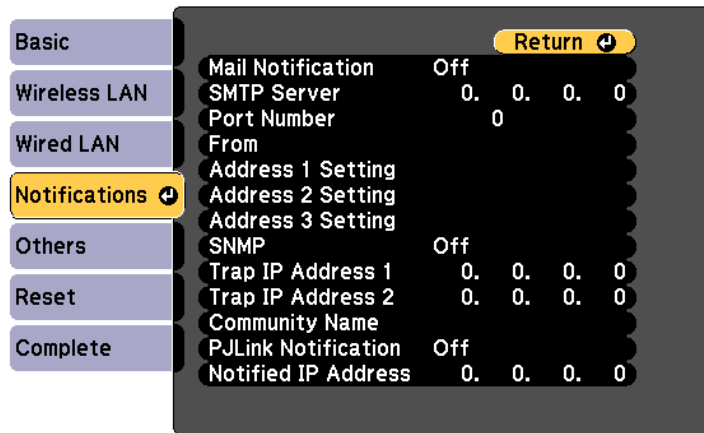 Basic
Wireless LAN
Wired LAN
Notifications
Others
Reset
Complete
Return
Mail Notification Off
SMTP Server 0. 0. 0. 0
Port Number 0
From
Address 1 Setting
Address 2 Setting
Address 3 Setting
SNMP Off
Trap IP Address 1 0. 0. 0. 0
Trap IP Address 2 0. 0. 0. 0
Community Name
PJLink Notification Off
Notified IP Address 0. 0. 0. 0